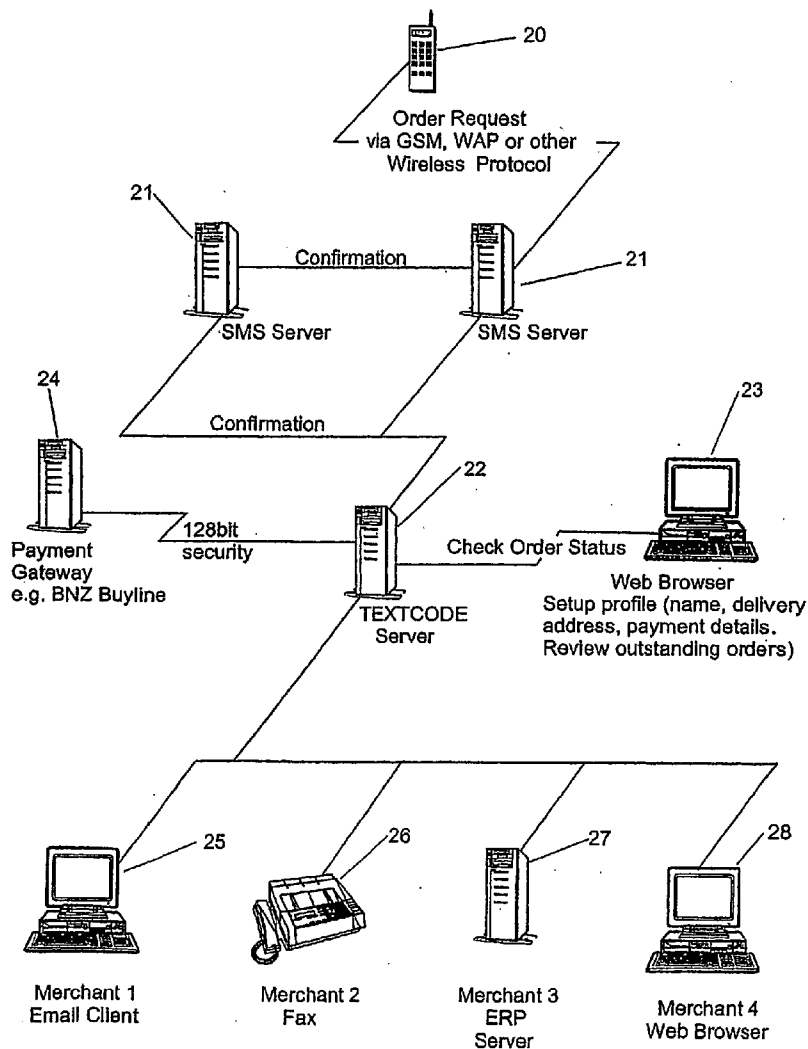 20
Order Request
via GSM, WAP or other
Wireless Protocol
21
Confirmation
21
SMS Server
SMS Server
24
Confirmation
23
22
128bit
security
Check Order Status
Payment
Gateway
e.g. BNZ Buyline
TEXTCODE
Server
Web Browser
Setup profile (name, delivery
address, payment details.
Review outstanding orders)
25
26
27
28
Merchant 1
Email Client
Merchant 2
Fax
Merchant 3
ERP
Server
Merchant 4
Web Browser